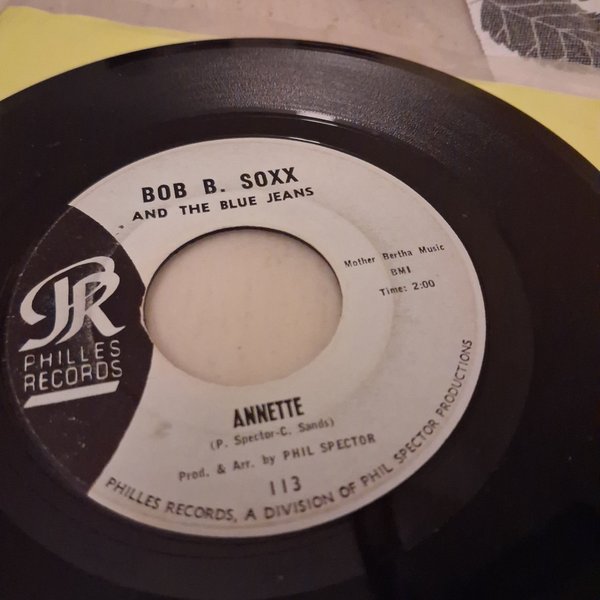 BOB B. SOXX
AND THE BLUE JEANS
Mother Bertha Music
BMI
Time: 2:00
PR
PHILLES
RECORDS
ANNETTE
(P. Spector-C. Sands)
Prod. & Arr. by PHIL SPECTOR
113
PHILLES RECORDS, A DIVISION OF PHIL SPECTOR PRODUCTIONS